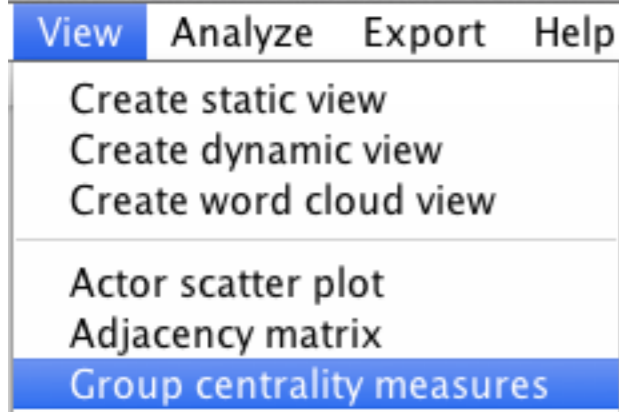 View Analyze Export Help
Create static view
Create dynamic view
Create word cloud view
Actor scatter plot
Adjacency matrix
Group centrality measures